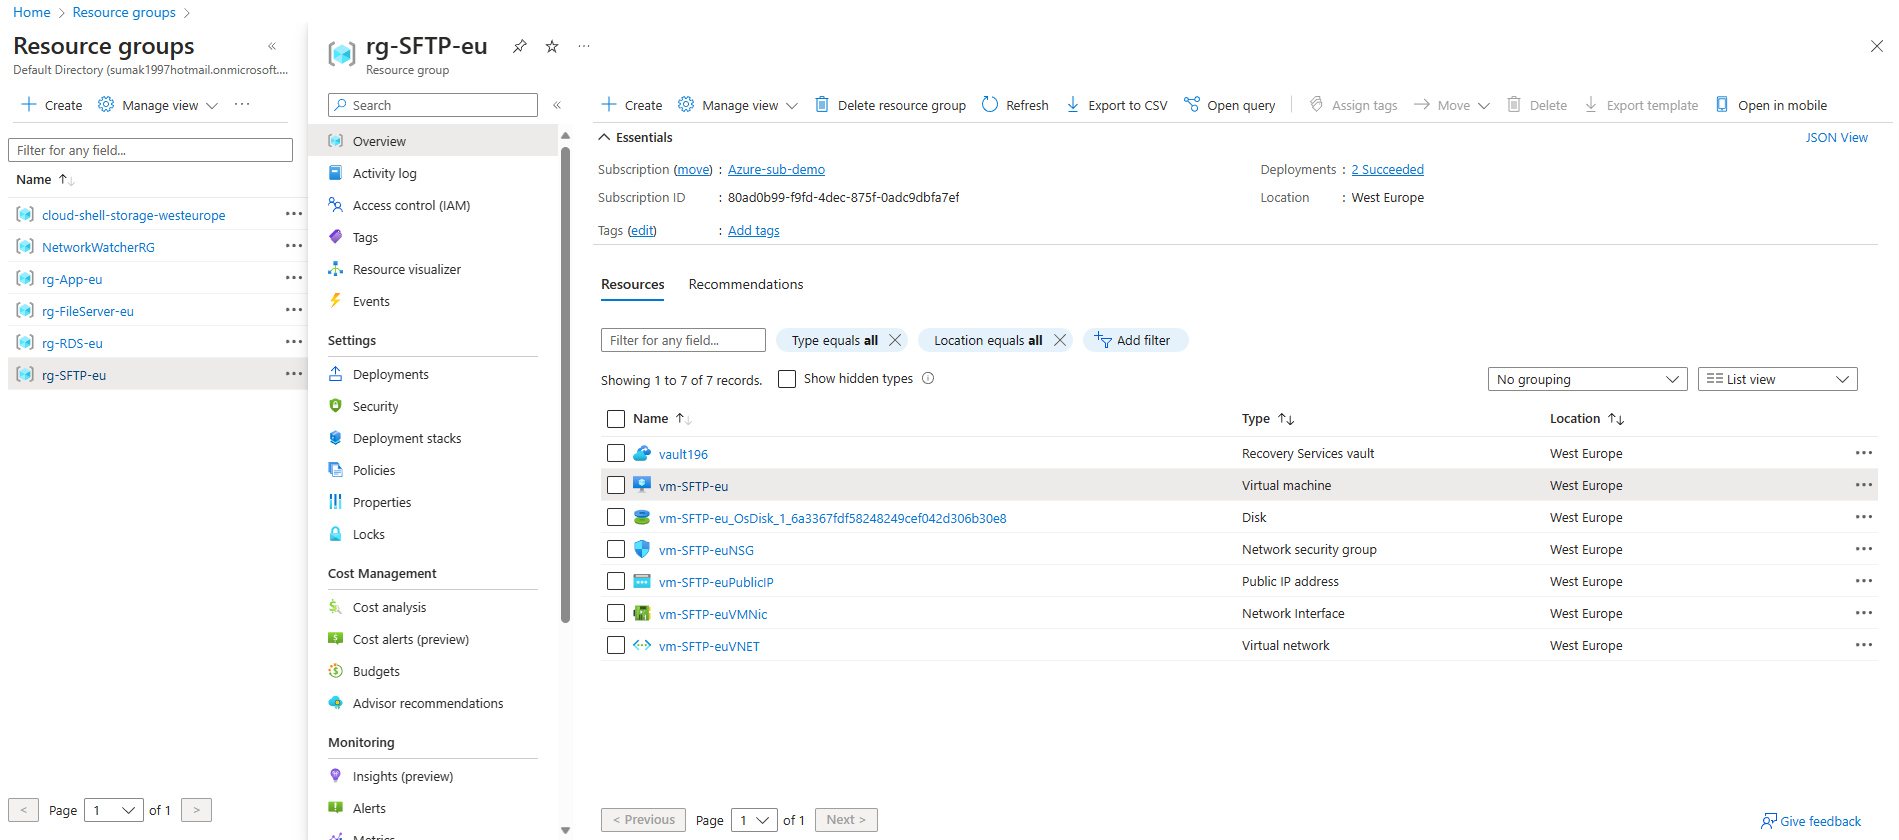 Home > Resource groups >
Resource groups «
Default Directory (sumak1997hotmail.onmicrosoft....
Create
Manage view
Filter for any field...
Name
cloud-shell-storage-westeurope
NetworkWatcherRG
rg-App-eu
rg-FileServer-eu
rg-RDS-eu
rg-SFTP-eu
< Page 1 of 1 >
rg-SFTP-eu
Resource group
Search «
Overview
Activity log
Access control (IAM)
Tags
Resource visualizer
Events
Settings
Deployments
Security
Deployment stacks
Policies
Properties
Locks
Cost Management
Cost analysis
Cost alerts (preview)
Budgets
Advisor recommendations
Monitoring
Insights (preview)
Alerts
Metrics
Create Manage view Delete resource group Refresh Export to CSV Open query Assign tags Move Delete Export template Open in mobile
Essentials
JSON View
Subscription (move) : Azure-sub-demo
Deployments : 2 Succeeded
Subscription ID : 80ad0b99-f9fd-4dec-875f-0adc9dbfa7ef
Location : West Europe
Tags (edit) : Add tags
Resources Recommendations
Filter for any field... Type equals all Location equals all Add filter
Showing 1 to 7 of 7 records. Show hidden types
No grouping List view
Name Type Location
vault196 Recovery Services vault West Europe
vm-SFTP-eu Virtual machine West Europe
vm-SFTP-eu_OsDisk_1_6a3367fdf58248249cef042d306b30e8 Disk West Europe
vm-SFTP-euNSG Network security group West Europe
vm-SFTP-euPublicIP Public IP address West Europe
vm-SFTP-euVMNic Network Interface West Europe
vm-SFTP-euVNET Virtual network West Europe
< Previous Page 1 of 1 Next >
Give feedback